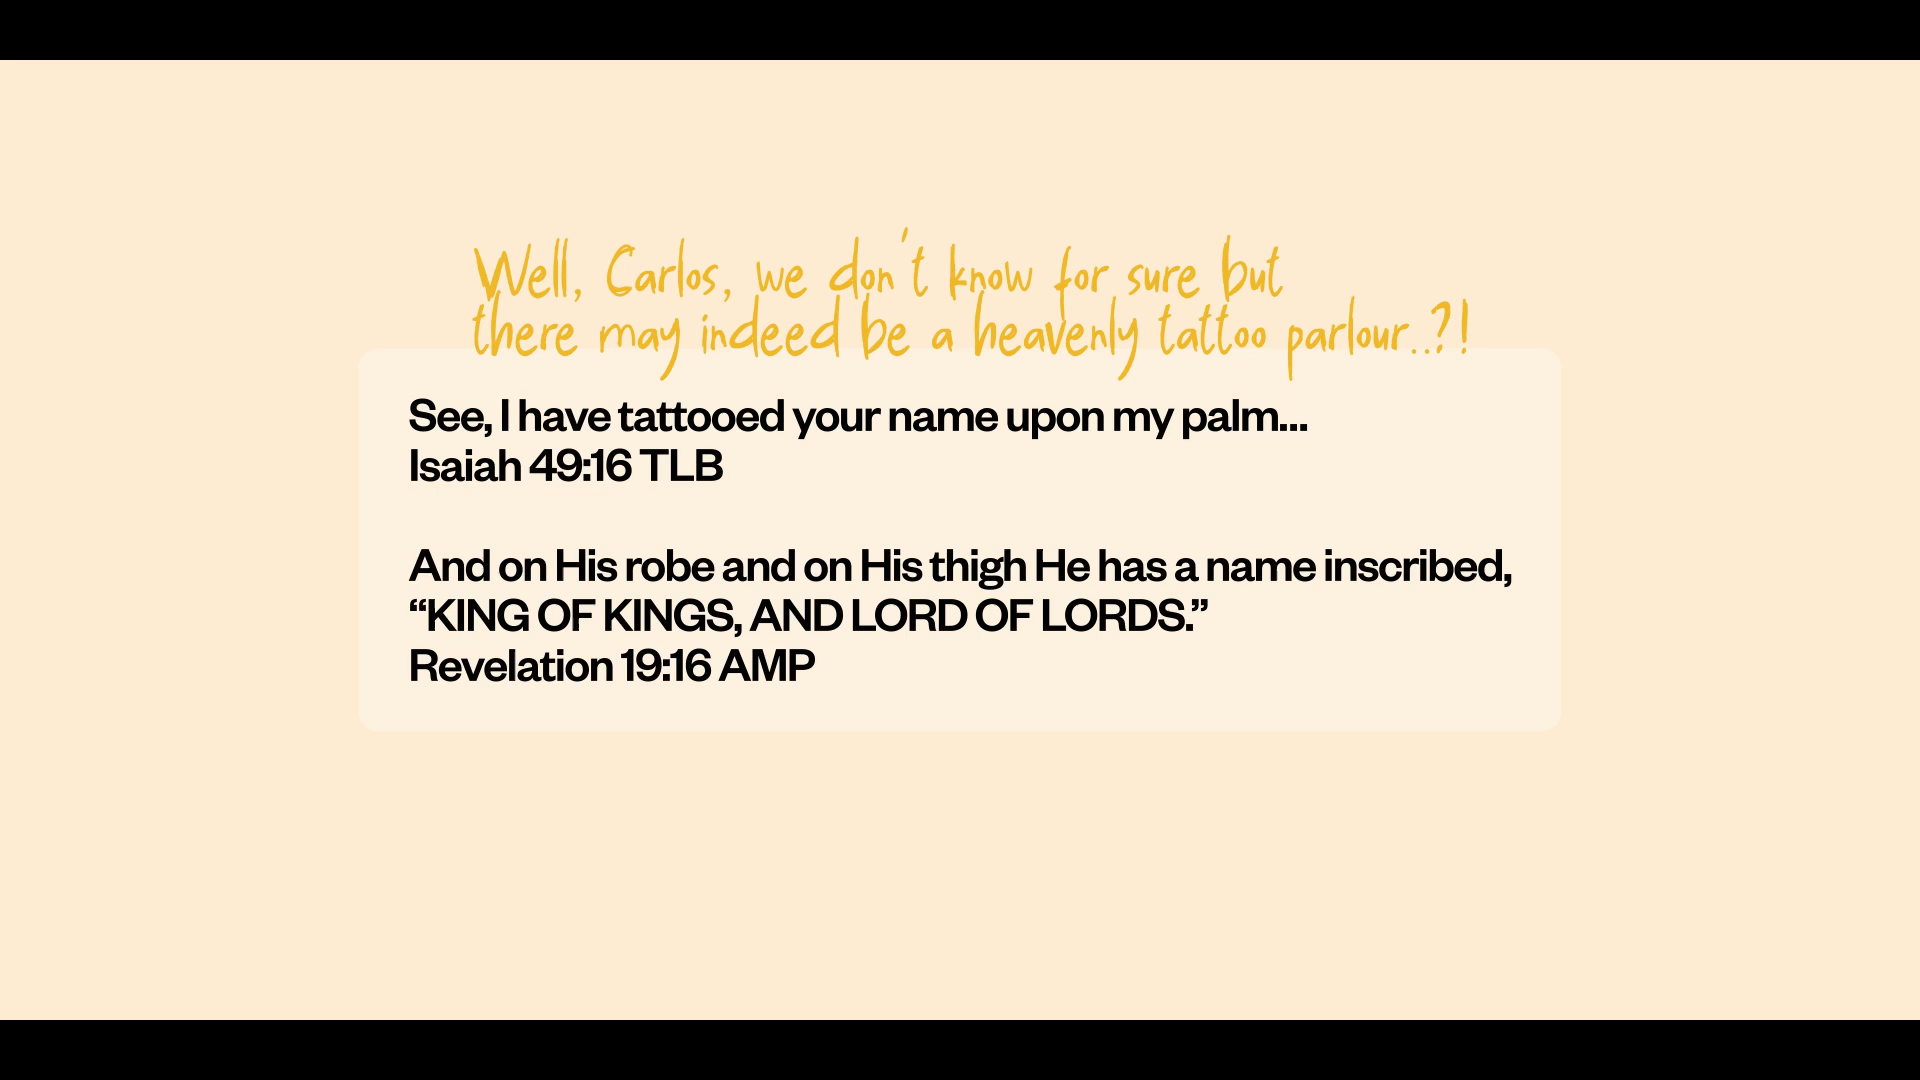 Well, Carlos, we don't know for sure but
there may indeed be a heavenly tattoo parlour..?!
See, I have tattooed your name upon my palm...
Isaiah 49:16 TLB
And on His robe and on His thigh He has a name inscribed,
“KING OF KINGS, AND LORD OF LORDS.”
Revelation 19:16 AMP